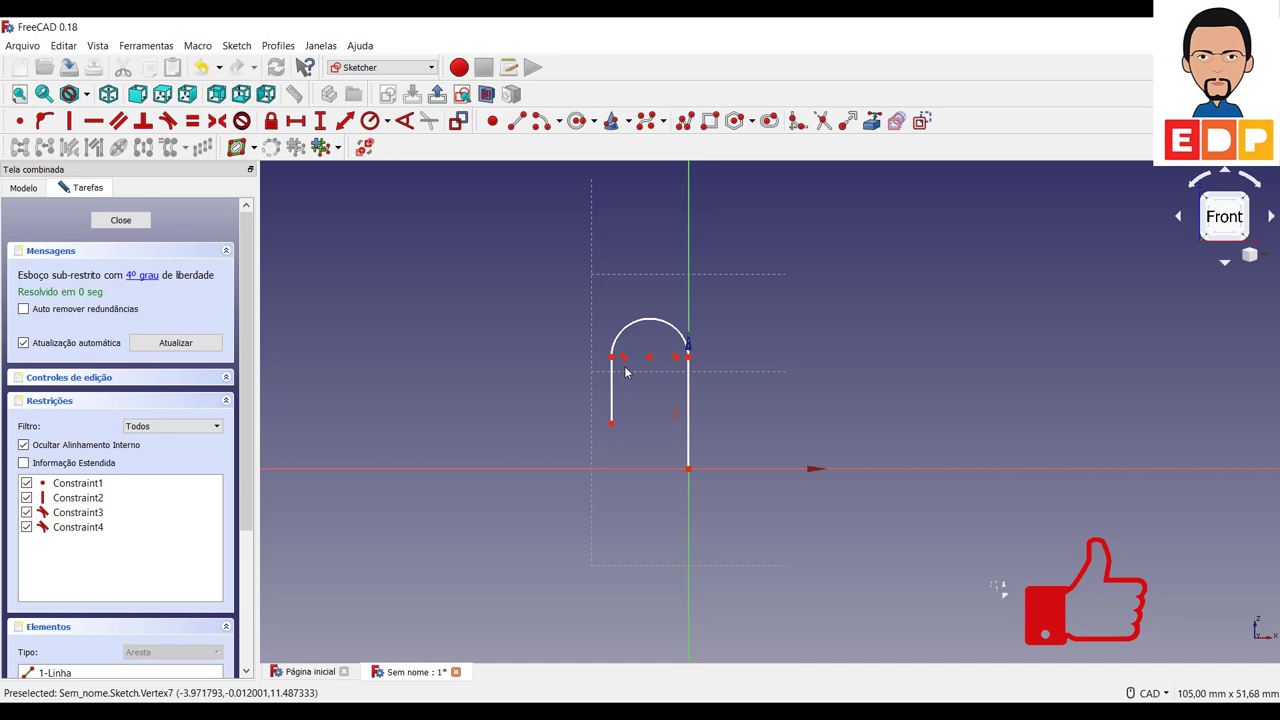 FreeCAD 0.18
Arquivo Editar Vista Ferramentas Macro Sketch Profiles Janelas Ajuda
Sketcher
EDP
Tela combinada
Modelo Tarefas
Close
Mensagens
Esboço sub-restrito com 4º grau de liberdade
Resolvido em 0 seg
Auto remover redundâncias
Atualização automática Atualizar
Controles de edição
Restrições
Filtro: Todos
Ocultar Alinhamento Interno
Informação Estendida
Constraint1
Constraint2
Constraint3
Constraint4
Elementos
Tipo: Aresta
1-Linha
Front
Z
Y X
Página inicial Sem nome : 1*
Preselected: Sem_nome.Sketch.Vertex7 (-3.971793,-0.012001,11.487333)
CAD 105,00 mm x 51,68 mm